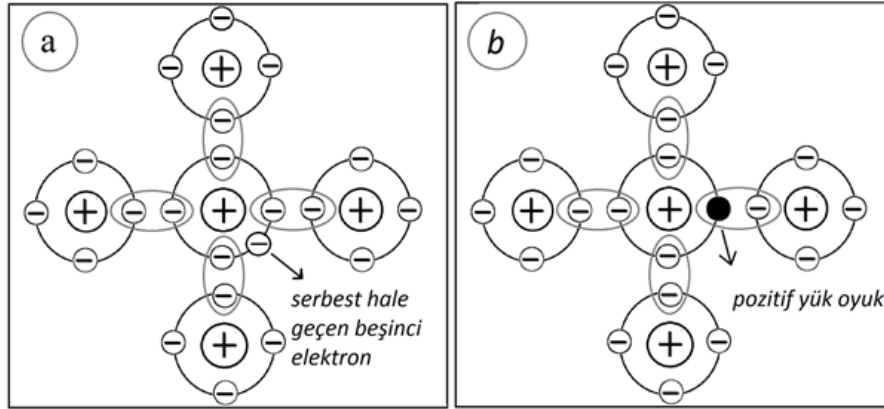 a
serbest hale
geçen beşinci
elektron
b
pozitif yük oyuk